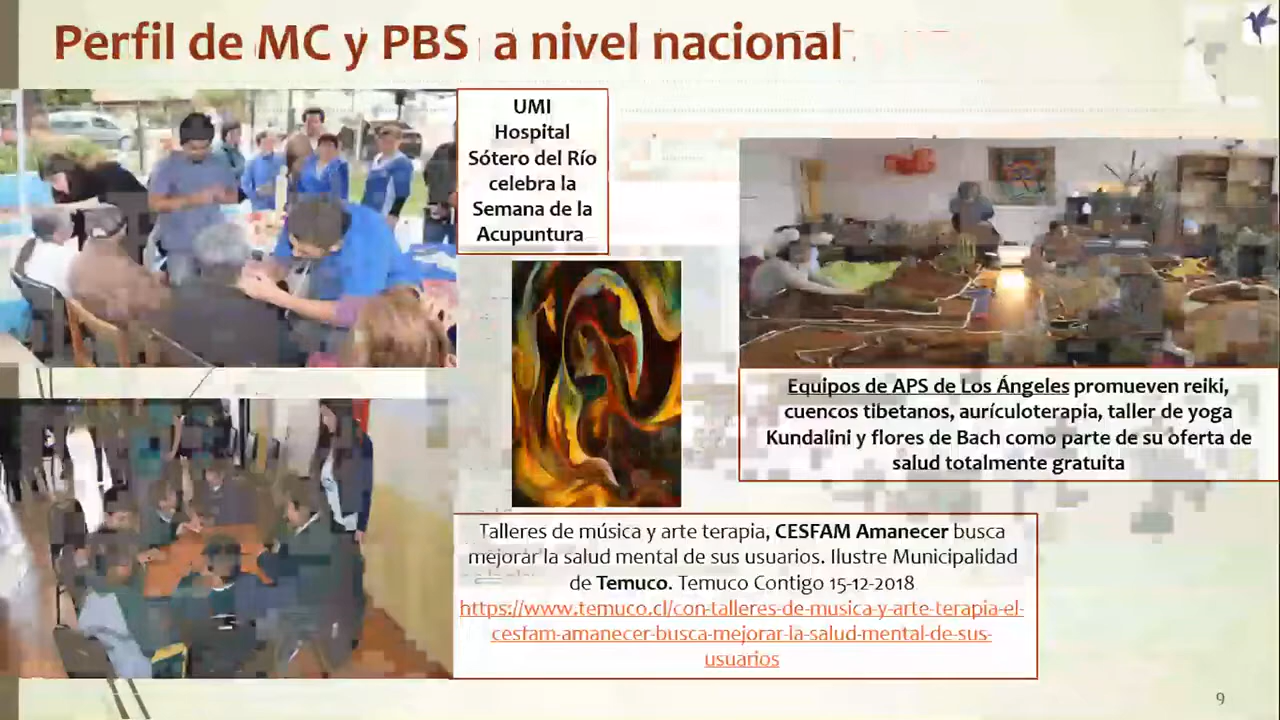 Perfil de MC y PBS a nivel nacional
UMI
Hospital
Sótero del Río
celebra la
Semana de la
Acupuntura
Equipos de APS de Los Ángeles promueven reiki,
cuencos tibetanos, aurículoterapia, taller de yoga
Kundalini y flores de Bach como parte de su oferta de
salud totalmente gratuita
Talleres de música y arte terapia, CESFAM Amanecer busca
mejorar la salud mental de sus usuarios. Ilustre Municipalidad
de Temuco. Temuco Contigo 15-12-2018
https://www.temuco.cl/con-talleres-de-musica-y-arte-terapia-el-
cesfam-amanecer-busca-mejorar-la-salud-mental-de-sus-
usuarios
9